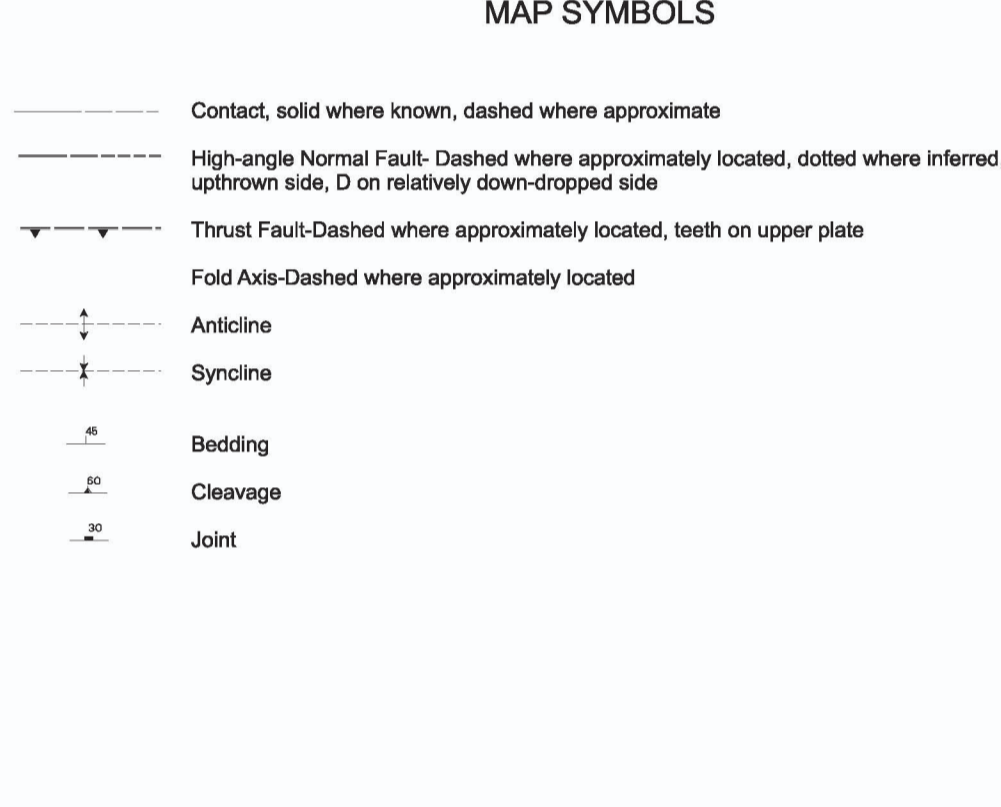 MAP SYMBOLS
Contact, solid where known, dashed where approximate
High-angle Normal Fault- Dashed where approximately located, dotted where inferred
upthrown side, D on relatively down-dropped side
Thrust Fault-Dashed where approximately located, teeth on upper plate
Fold Axis-Dashed where approximately located
Anticline
Syncline
45
Bedding
60
Cleavage
30
Joint